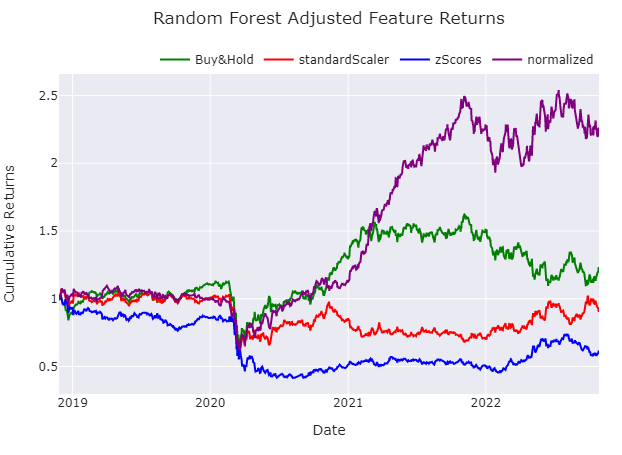 Random Forest Adjusted Feature Returns
Buy&Hold standardScaler zScores normalized
2.5
2
1.5
1
0.5
Cumulative Returns
2019 2020 2021 2022
Date